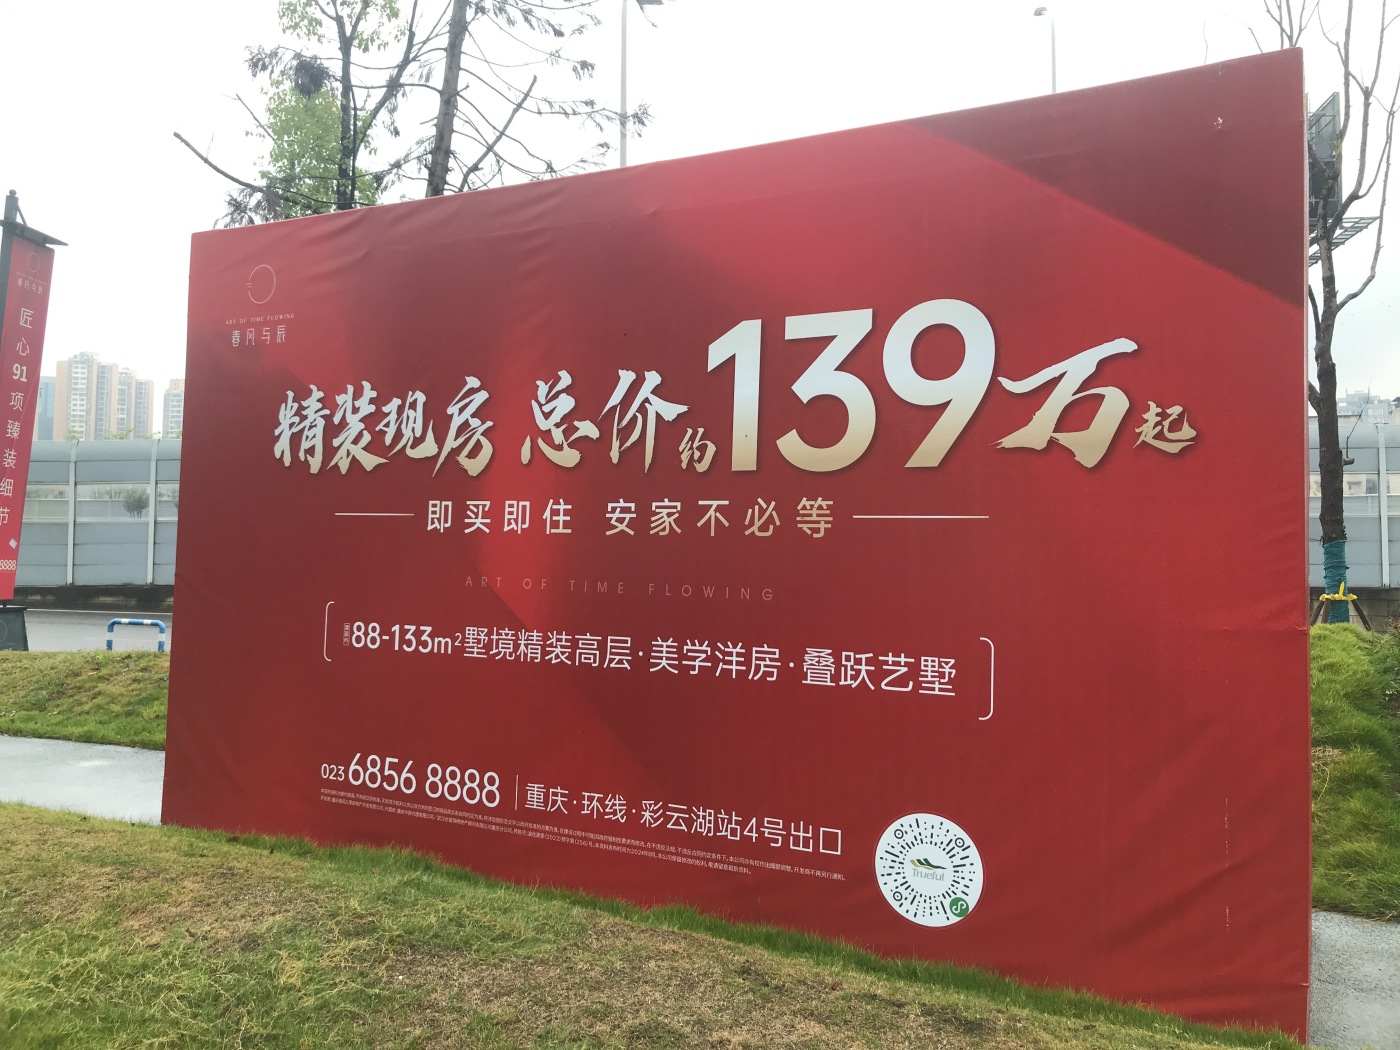 ART OF TIME FLOWING
春风与辰
精装现房 总价约139万起
即买即住 安家不必等
ART OF TIME FLOWING
88-133m²墅境精装高层·美学洋房·叠跃艺墅
023 6856 8888
重庆·环线·彩云湖站4号出口
Trueful
春风与辰
匠心91项臻装细节
8888